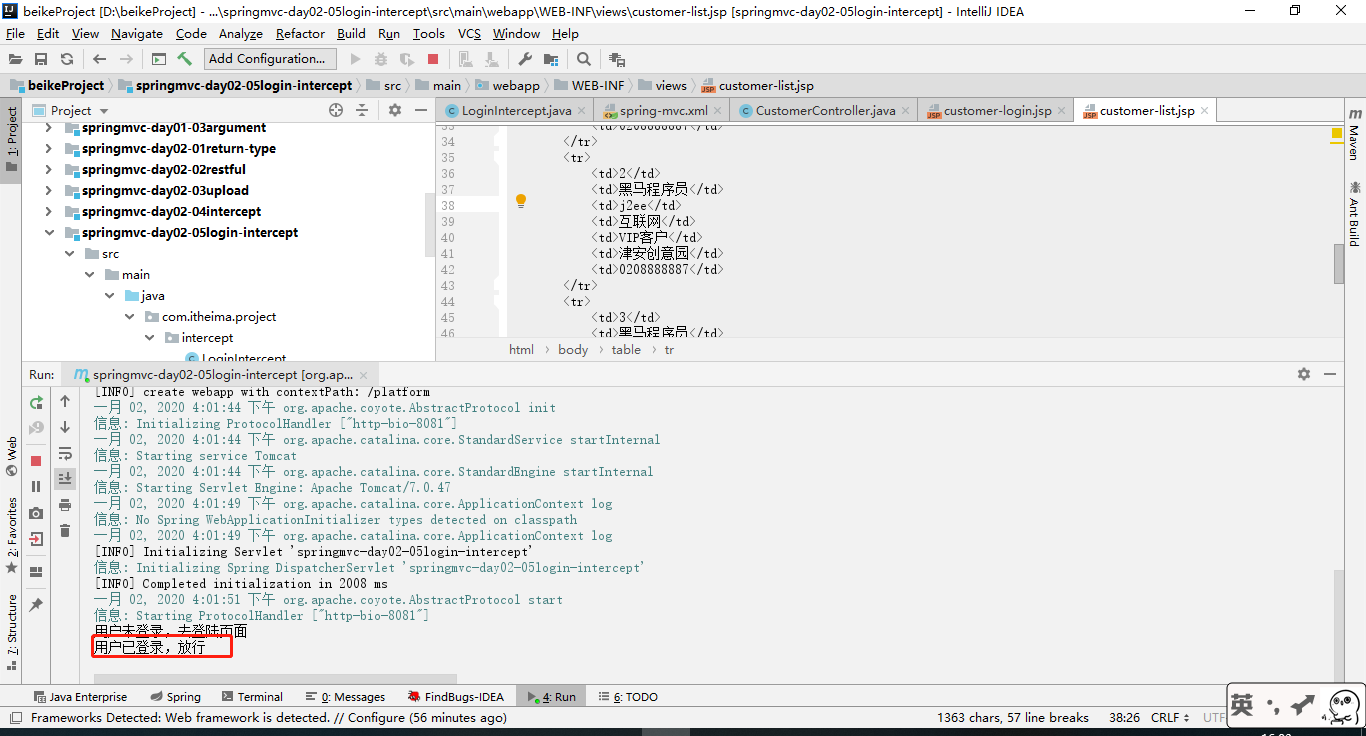 beikeProject [D:\beikeProject] - ...\springmvc-day02-05login-intercept\src\main\webapp\WEB-INF\views\customer-list.jsp [springmvc-day02-05login-intercept] - IntelliJ IDEA
File Edit View Navigate Code Analyze Refactor Build Run Tools VCS Window Help
Add Configuration...
beikeProject springmvc-day02-05login-intercept src main webapp WEB-INF views customer-list.jsp
1: Project
Project
LoginIntercept.java spring-mvc.xml CustomerController.java customer-login.jsp customer-list.jsp
Maven
Ant Build
springmvc-day01-03argument
springmvc-day02-01return-type
springmvc-day02-02restful
springmvc-day02-03upload
springmvc-day02-04intercept
springmvc-day02-05login-intercept
src
main
java
com.itheima.project
intercept
LoginIntercept
33 <td>0208888887</td>
34 </tr>
35 <tr>
36 <td>2</td>
37 <td>黑马程序员</td>
38 <td>j2ee</td>
39 <td>互联网</td>
40 <td>VIP客户</td>
41 <td>津安创意园</td>
42 <td>0208888887</td>
43 </tr>
44 <tr>
45 <td>3</td>
46 <td>黑马程序员</td>
html body table tr
Run: springmvc-day02-05login-intercept [org.ap...
Web
2: Favorites
7: Structure
[INFO] create webapp with contextPath: /platform
一月 02, 2020 4:01:44 下午 org.apache.coyote.AbstractProtocol init
信息: Initializing ProtocolHandler ["http-bio-8081"]
一月 02, 2020 4:01:44 下午 org.apache.catalina.core.StandardService startInternal
信息: Starting service Tomcat
一月 02, 2020 4:01:44 下午 org.apache.catalina.core.StandardEngine startInternal
信息: Starting Servlet Engine: Apache Tomcat/7.0.47
一月 02, 2020 4:01:49 下午 org.apache.catalina.core.ApplicationContext log
信息: No Spring WebApplicationInitializer types detected on classpath
一月 02, 2020 4:01:49 下午 org.apache.catalina.core.ApplicationContext log
[INFO] Initializing Servlet 'springmvc-day02-05login-intercept'
信息: Initializing Spring DispatcherServlet 'springmvc-day02-05login-intercept'
[INFO] Completed initialization in 2008 ms
一月 02, 2020 4:01:51 下午 org.apache.coyote.AbstractProtocol start
信息: Starting ProtocolHandler ["http-bio-8081"]
用户未登录，去登陆页面
用户已登录，放行
Java Enterprise Spring Terminal 0: Messages FindBugs-IDEA 4: Run 6: TODO
Frameworks Detected: Web framework is detected. // Configure (56 minutes ago) 1363 chars, 57 line breaks 38:26 CRLF UTF
英